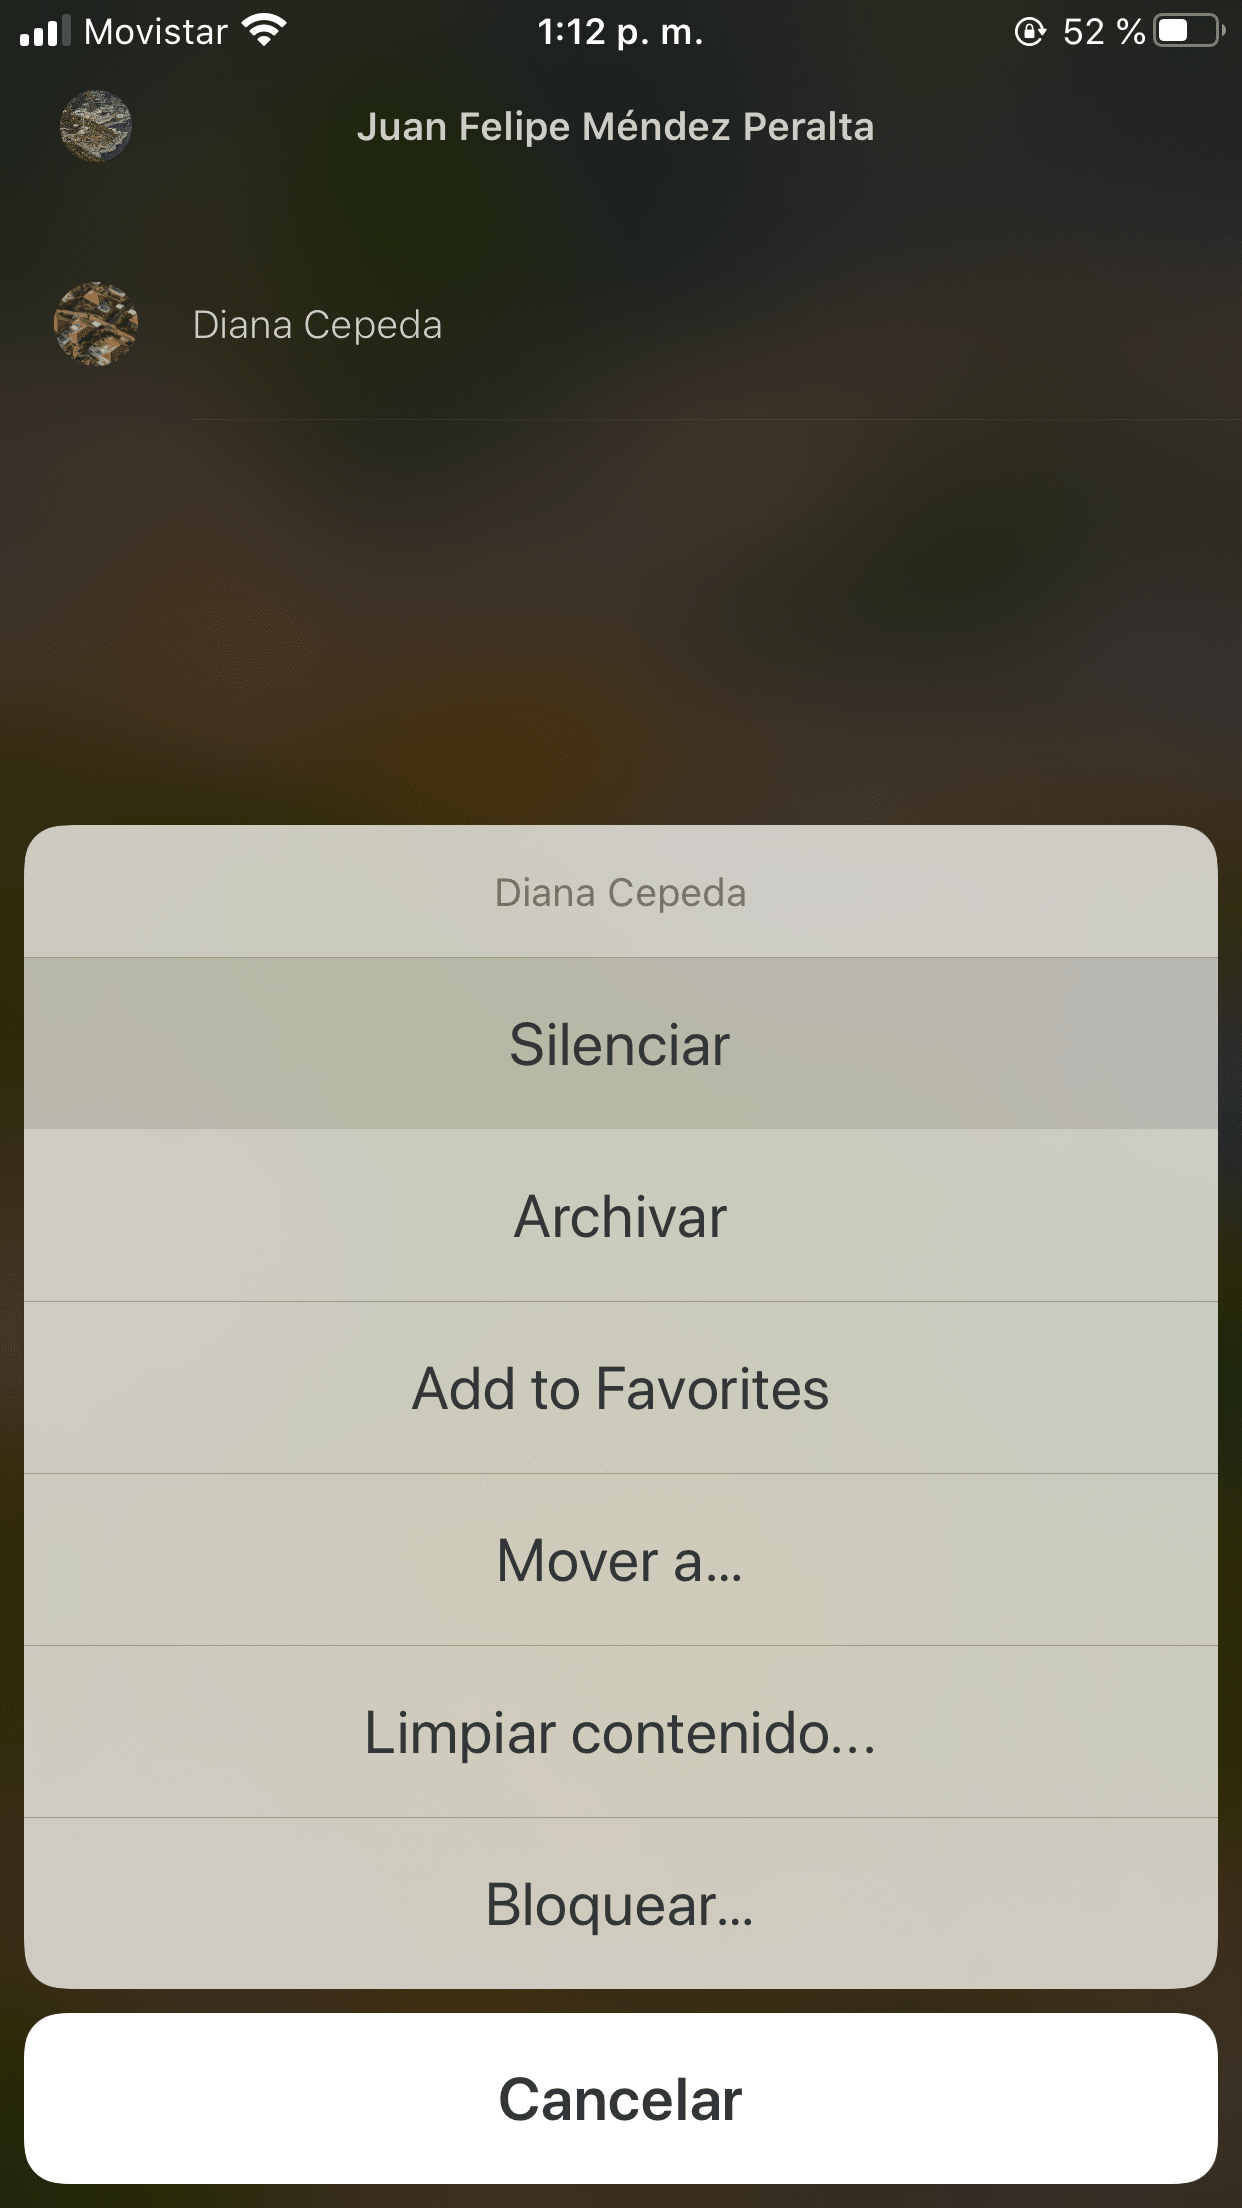 Movistar 1:12 p. m. 52 %
Juan Felipe Méndez Peralta
Diana Cepeda
Diana Cepeda
Silenciar
Archivar
Add to Favorites
Mover a...
Limpiar contenido...
Bloquear...
Cancelar